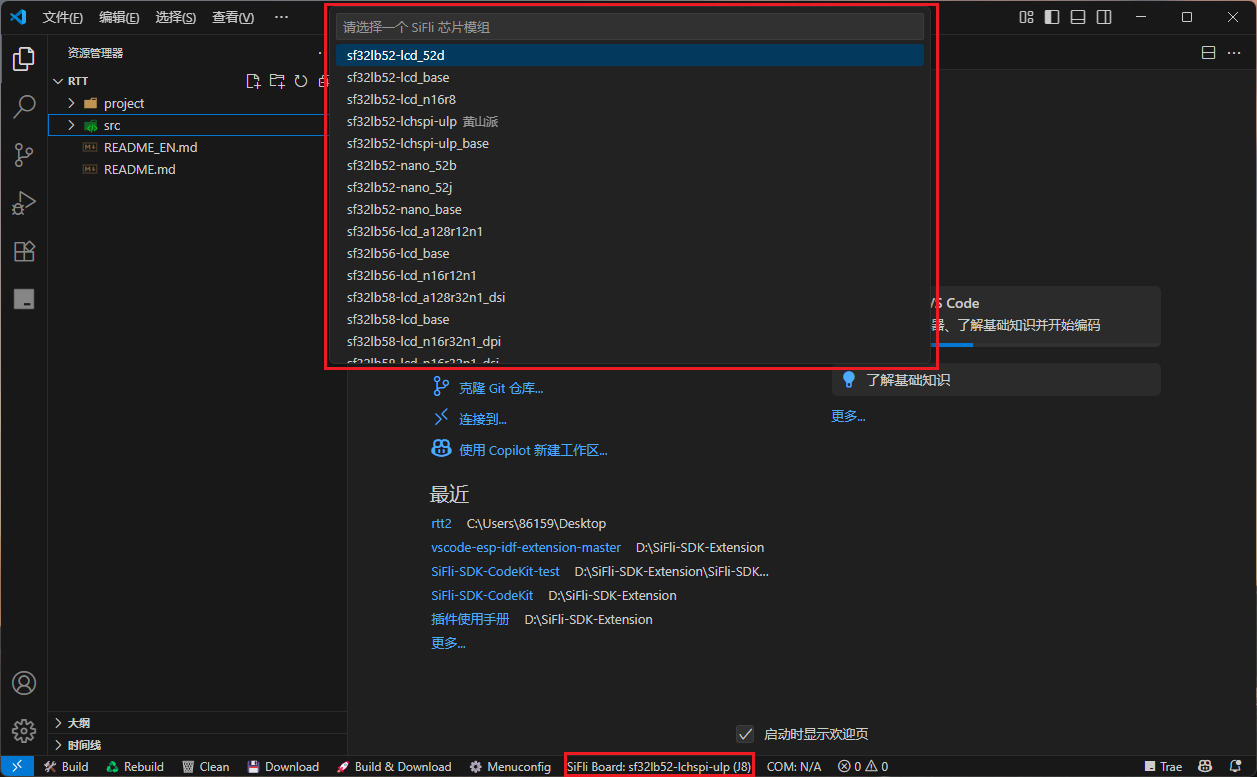 文件(F) 编辑(E) 选择(S) 查看(V) ···
请选择一个 SiFli 芯片模组
sf32lb52-lcd_52d
sf32lb52-lcd_base
sf32lb52-lcd_n16r8
sf32lb52-lchspi-ulp 黄山派
sf32lb52-lchspi-ulp_base
sf32lb52-nano_52b
sf32lb52-nano_52j
sf32lb52-nano_base
sf32lb56-lcd_a128r12n1
sf32lb56-lcd_base
sf32lb56-lcd_n16r12n1
sf32lb58-lcd_a128r32n1_dsi
sf32lb58-lcd_base
sf32lb58-lcd_n16r32n1_dpi
sf32lb58-lcd_n16r32n1_dsi
资源管理器
RTT
project
src
README_EN.md
README.md
大纲
时间线
VS Code
器、了解基础知识并开始编码
了解基础知识
更多...
克隆 Git 仓库...
连接到...
使用 Copilot 新建工作区...
最近
rtt2 C:\Users\86159\Desktop
vscode-esp-idf-extension-master D:\SiFli-SDK-Extension
SiFli-SDK-CodeKit-test D:\SiFli-SDK-Extension\SiFli-SDK...
SiFli-SDK-CodeKit D:\SiFli-SDK-Extension
插件使用手册 D:\SiFli-SDK-Extension
更多...
启动时显示欢迎页
Build Rebuild Clean Download Build & Download Menuconfig SiFli Board: sf32lb52-lchspi-ulp (J8) COM: N/A 0 0 Trae